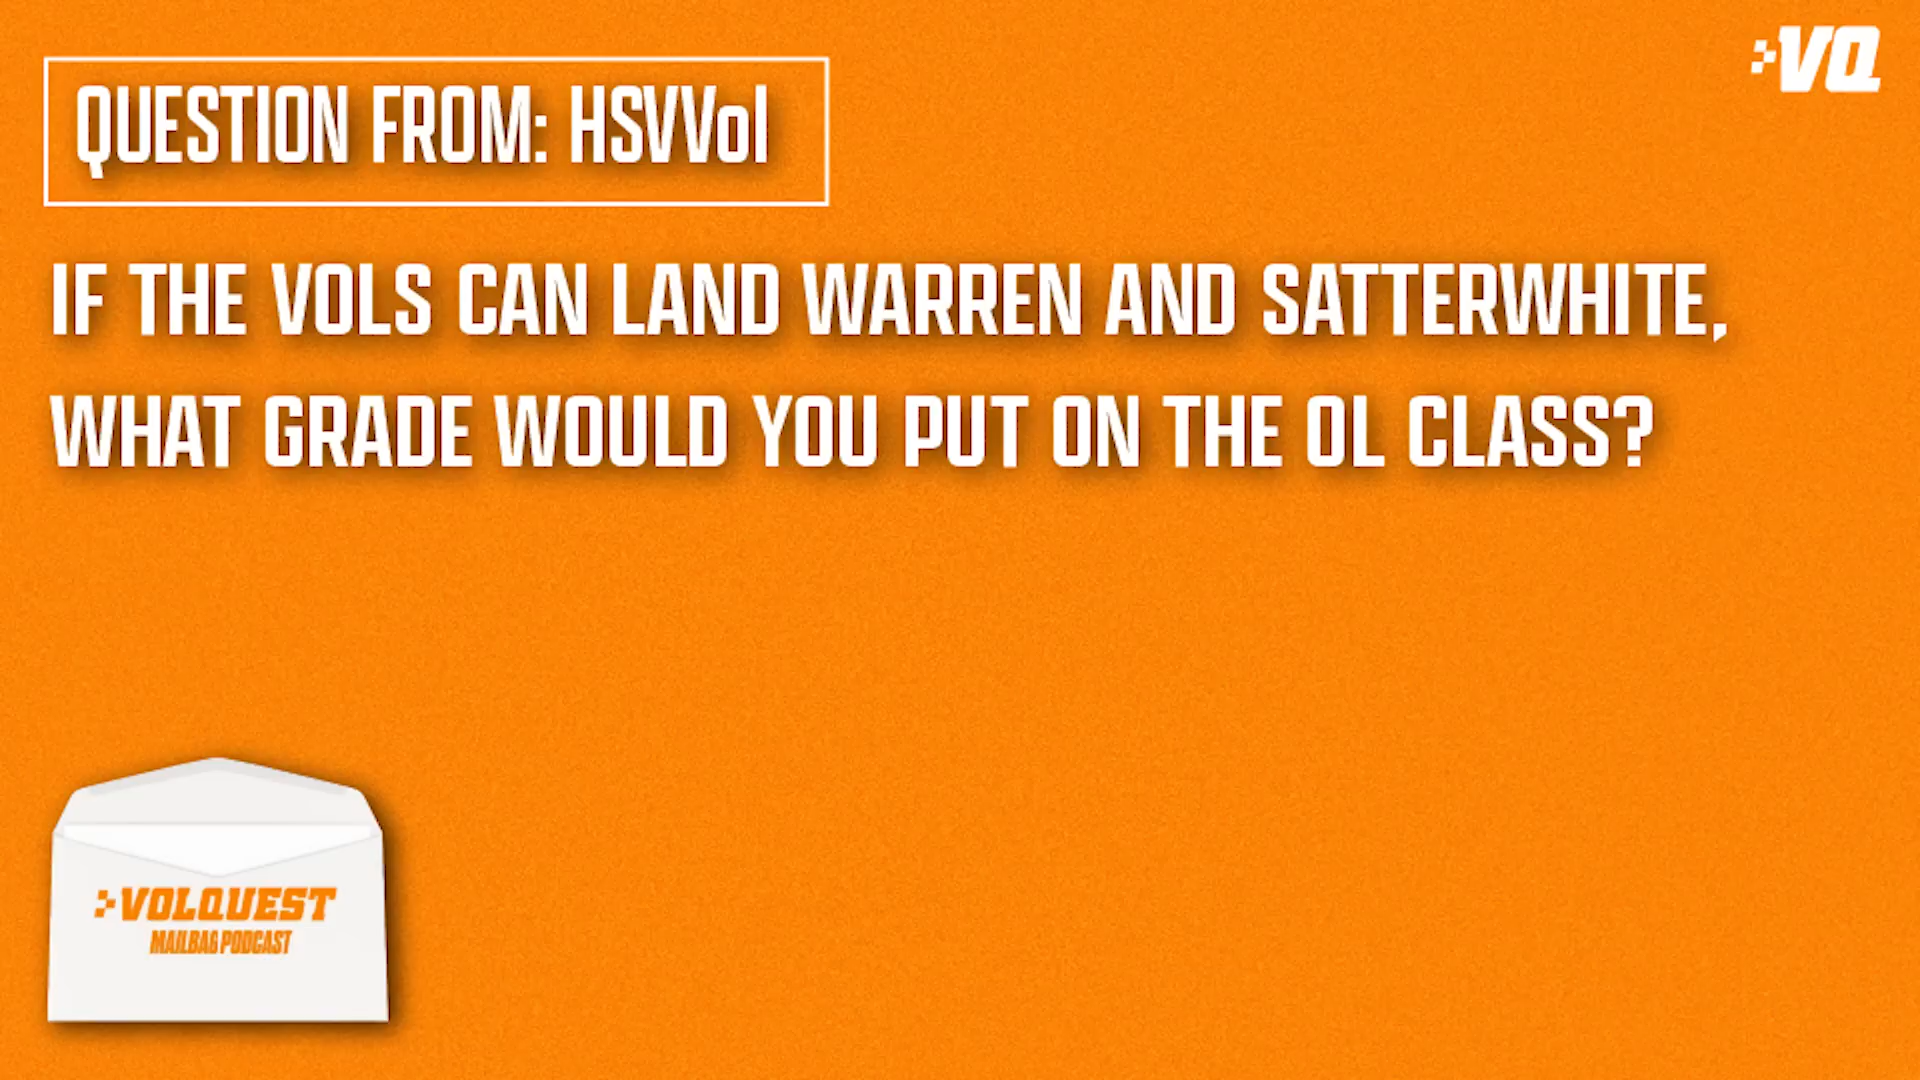 VQ
QUESTION FROM: HSVVol
IF THE VOLS CAN LAND WARREN AND SATTERWHITE,
WHAT GRADE WOULD YOU PUT ON THE OL CLASS?
VOLQUEST
MAILBAG PODCAST